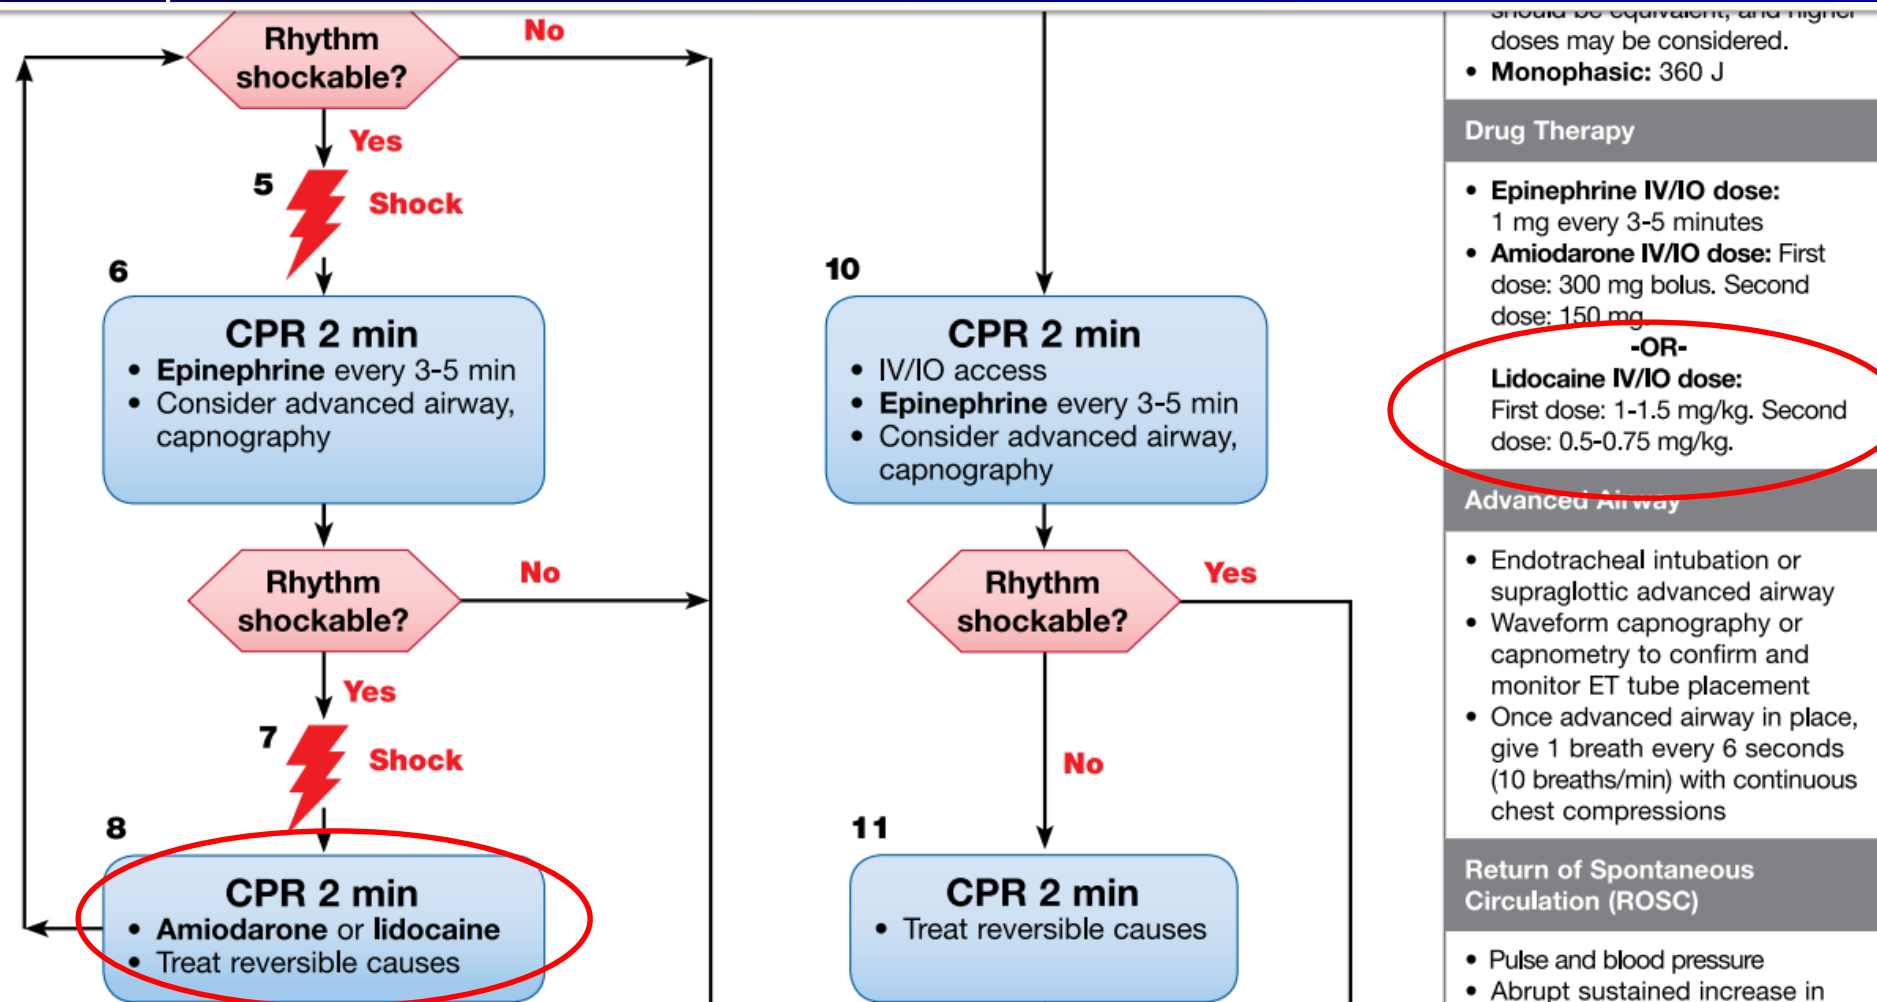 Rhythm
shockable?
No
Yes
5
Shock
6
CPR 2 min
• Epinephrine every 3-5 min
• Consider advanced airway,
capnography
Rhythm
shockable?
No
Yes
7
Shock
8
CPR 2 min
• Amiodarone or lidocaine
• Treat reversible causes
10
CPR 2 min
• IV/IO access
• Epinephrine every 3-5 min
• Consider advanced airway,
capnography
Rhythm
shockable?
Yes
No
11
CPR 2 min
• Treat reversible causes
should be equivalent, and higher
doses may be considered.
• Monophasic: 360 J
Drug Therapy
• Epinephrine IV/IO dose:
1 mg every 3-5 minutes
• Amiodarone IV/IO dose: First
dose: 300 mg bolus. Second
dose: 150 mg.
-OR-
Lidocaine IV/IO dose:
First dose: 1-1.5 mg/kg. Second
dose: 0.5-0.75 mg/kg.
Advanced Airway
• Endotracheal intubation or
supraglottic advanced airway
• Waveform capnography or
capnometry to confirm and
monitor ET tube placement
• Once advanced airway in place,
give 1 breath every 6 seconds
(10 breaths/min) with continuous
chest compressions
Return of Spontaneous
Circulation (ROSC)
• Pulse and blood pressure
• Abrupt sustained increase in